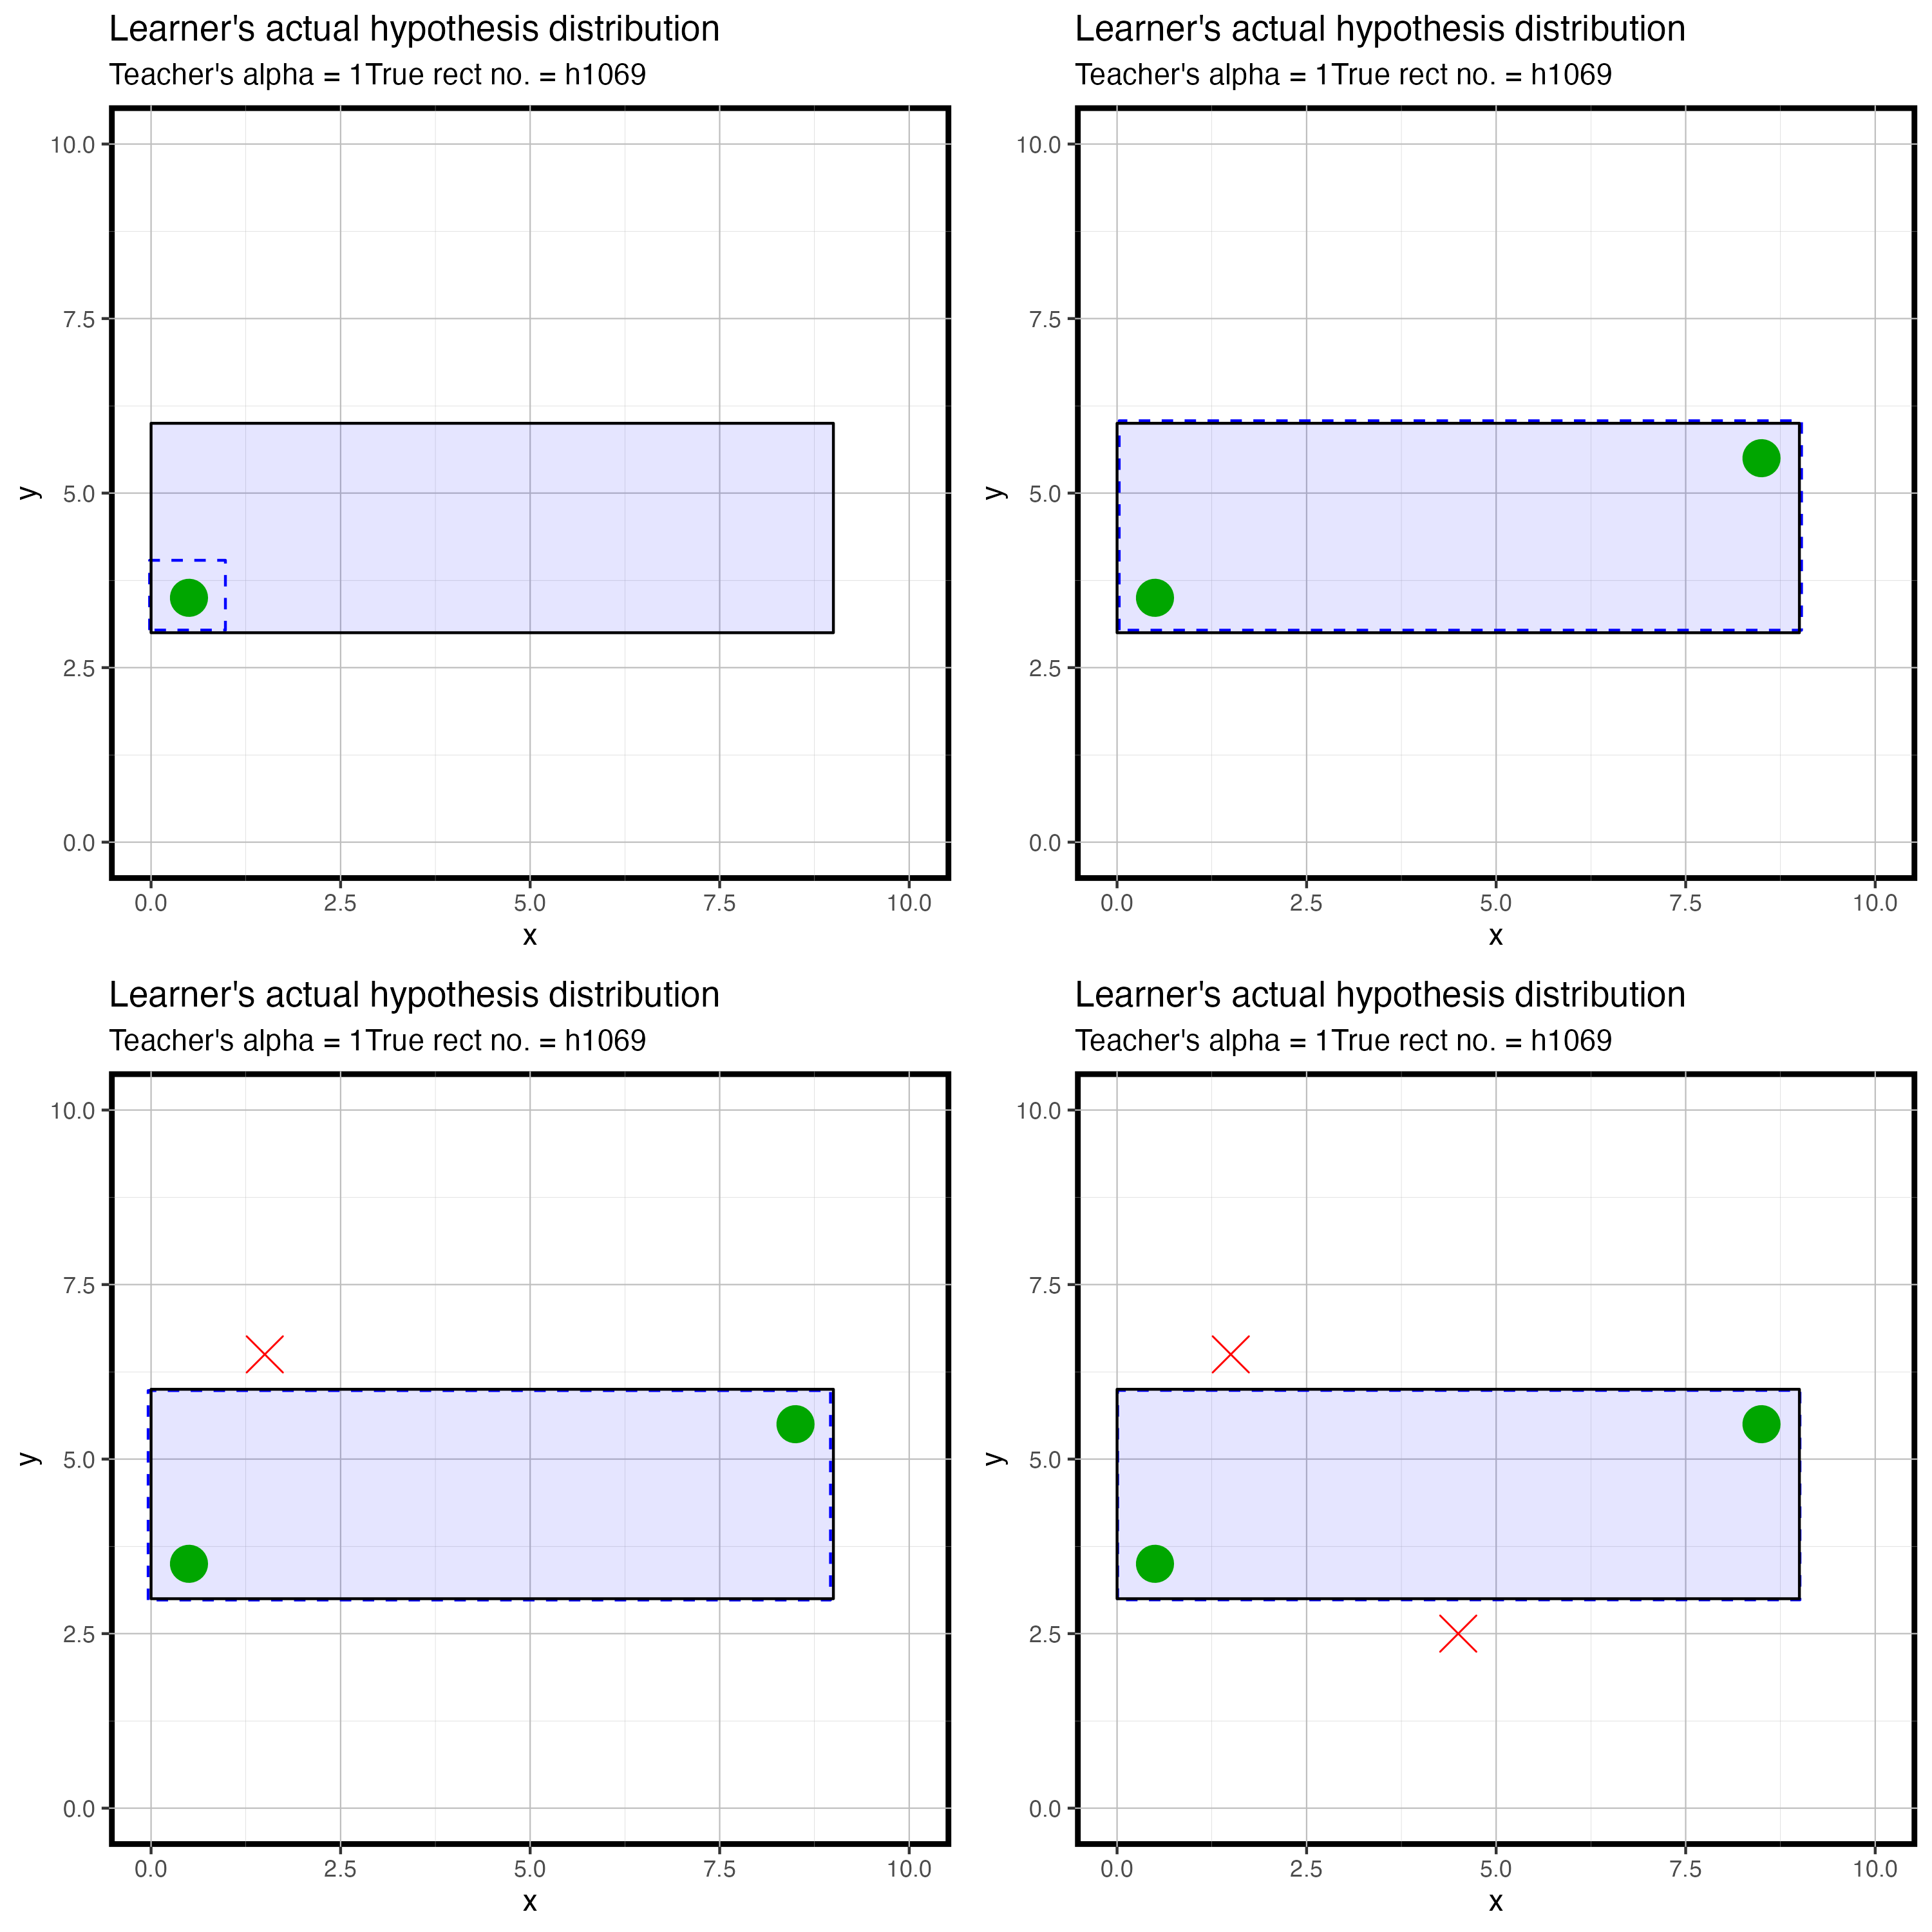 Learner's actual hypothesis distribution
Teacher's alpha = 1True rect no. = h1069
10.0
7.5
5.0
2.5
0.0
y
0.0 2.5 5.0 7.5 10.0
x
Learner's actual hypothesis distribution
Teacher's alpha = 1True rect no. = h1069
10.0
7.5
5.0
2.5
0.0
y
0.0 2.5 5.0 7.5 10.0
x
Learner's actual hypothesis distribution
Teacher's alpha = 1True rect no. = h1069
10.0
7.5
5.0
2.5
0.0
y
0.0 2.5 5.0 7.5 10.0
x
Learner's actual hypothesis distribution
Teacher's alpha = 1True rect no. = h1069
10.0
7.5
5.0
2.5
0.0
y
0.0 2.5 5.0 7.5 10.0
x